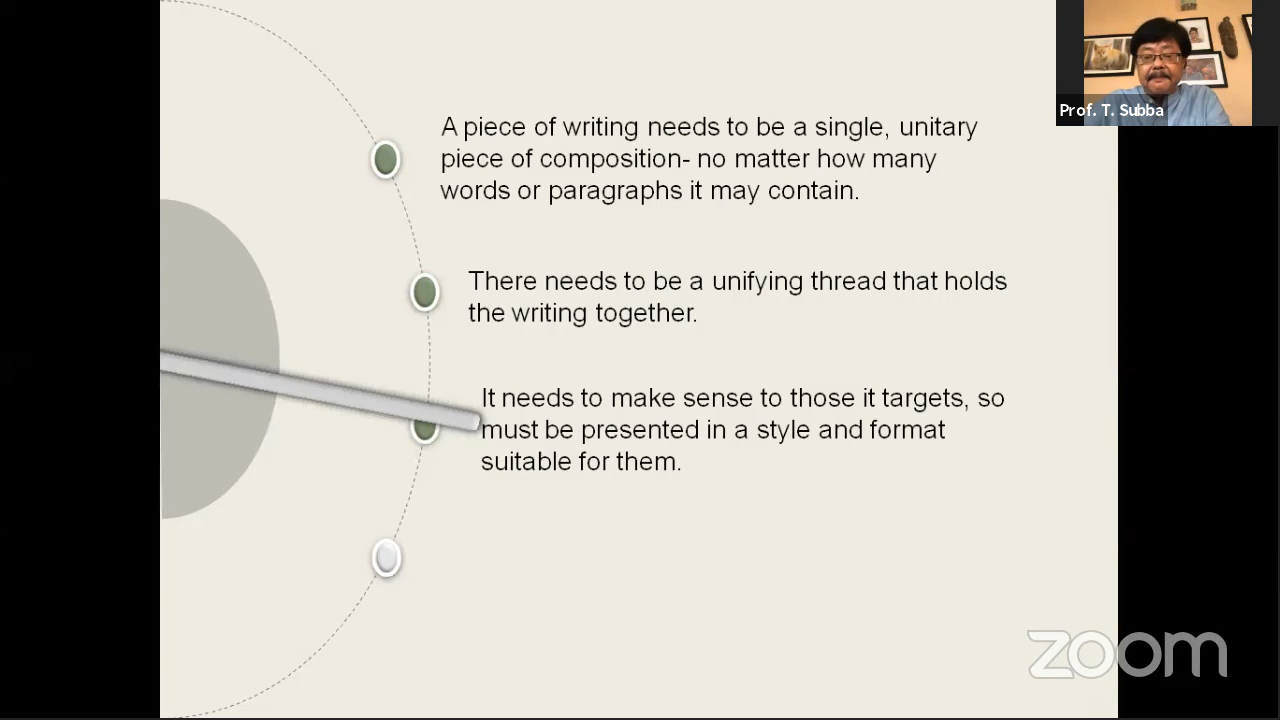 Prof. T. Subba
A piece of writing needs to be a single, unitary
piece of composition- no matter how many
words or paragraphs it may contain.
There needs to be a unifying thread that holds
the writing together.
It needs to make sense to those it targets, so
must be presented in a style and format
suitable for them.
zoom